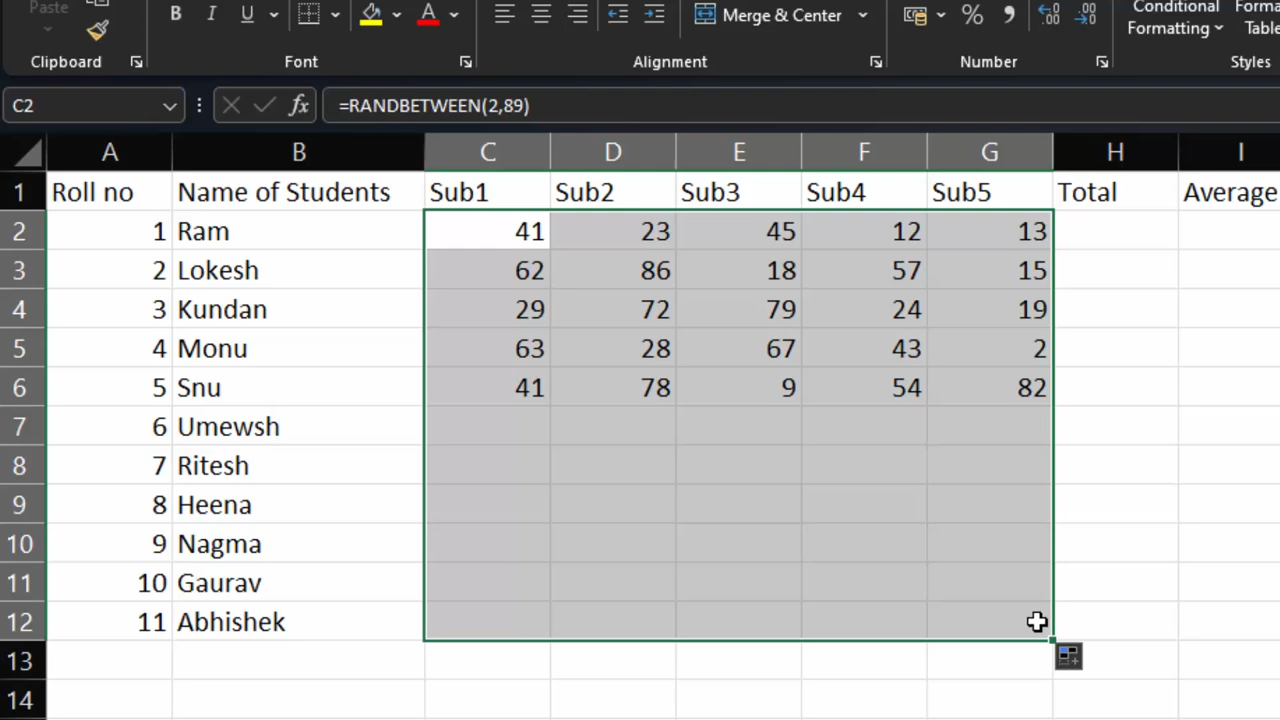 Paste B I U A Merge & Center % Conditional Forma
Formatting Table
Clipboard Font Alignment Number Styles
C2 fx =RANDBETWEEN(2,89)
A B C D E F G H I
1 Roll no Name of Students Sub1 Sub2 Sub3 Sub4 Sub5 Total Average
2 1 Ram 41 23 45 12 13
3 2 Lokesh 62 86 18 57 15
4 3 Kundan 29 72 79 24 19
5 4 Monu 63 28 67 43 2
6 5 Snu 41 78 9 54 82
7 6 Umewsh
8 7 Ritesh
9 8 Heena
10 9 Nagma
11 10 Gaurav
12 11 Abhishek
13
14